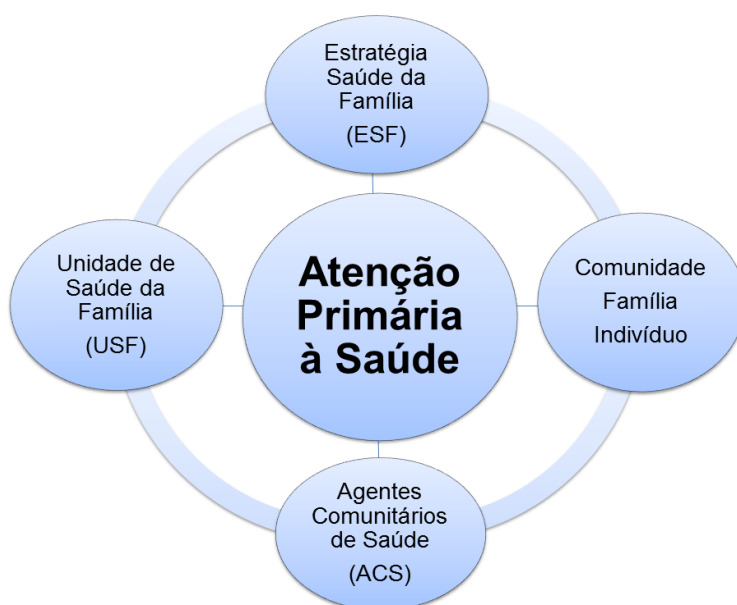 Estratégia
Saúde da
Família
(ESF)
Unidade de
Saúde da
Família
(USF)
Atenção
Primária
à Saúde
Comunidade
Família
Indivíduo
Agentes
Comunitários
de Saúde
(ACS)